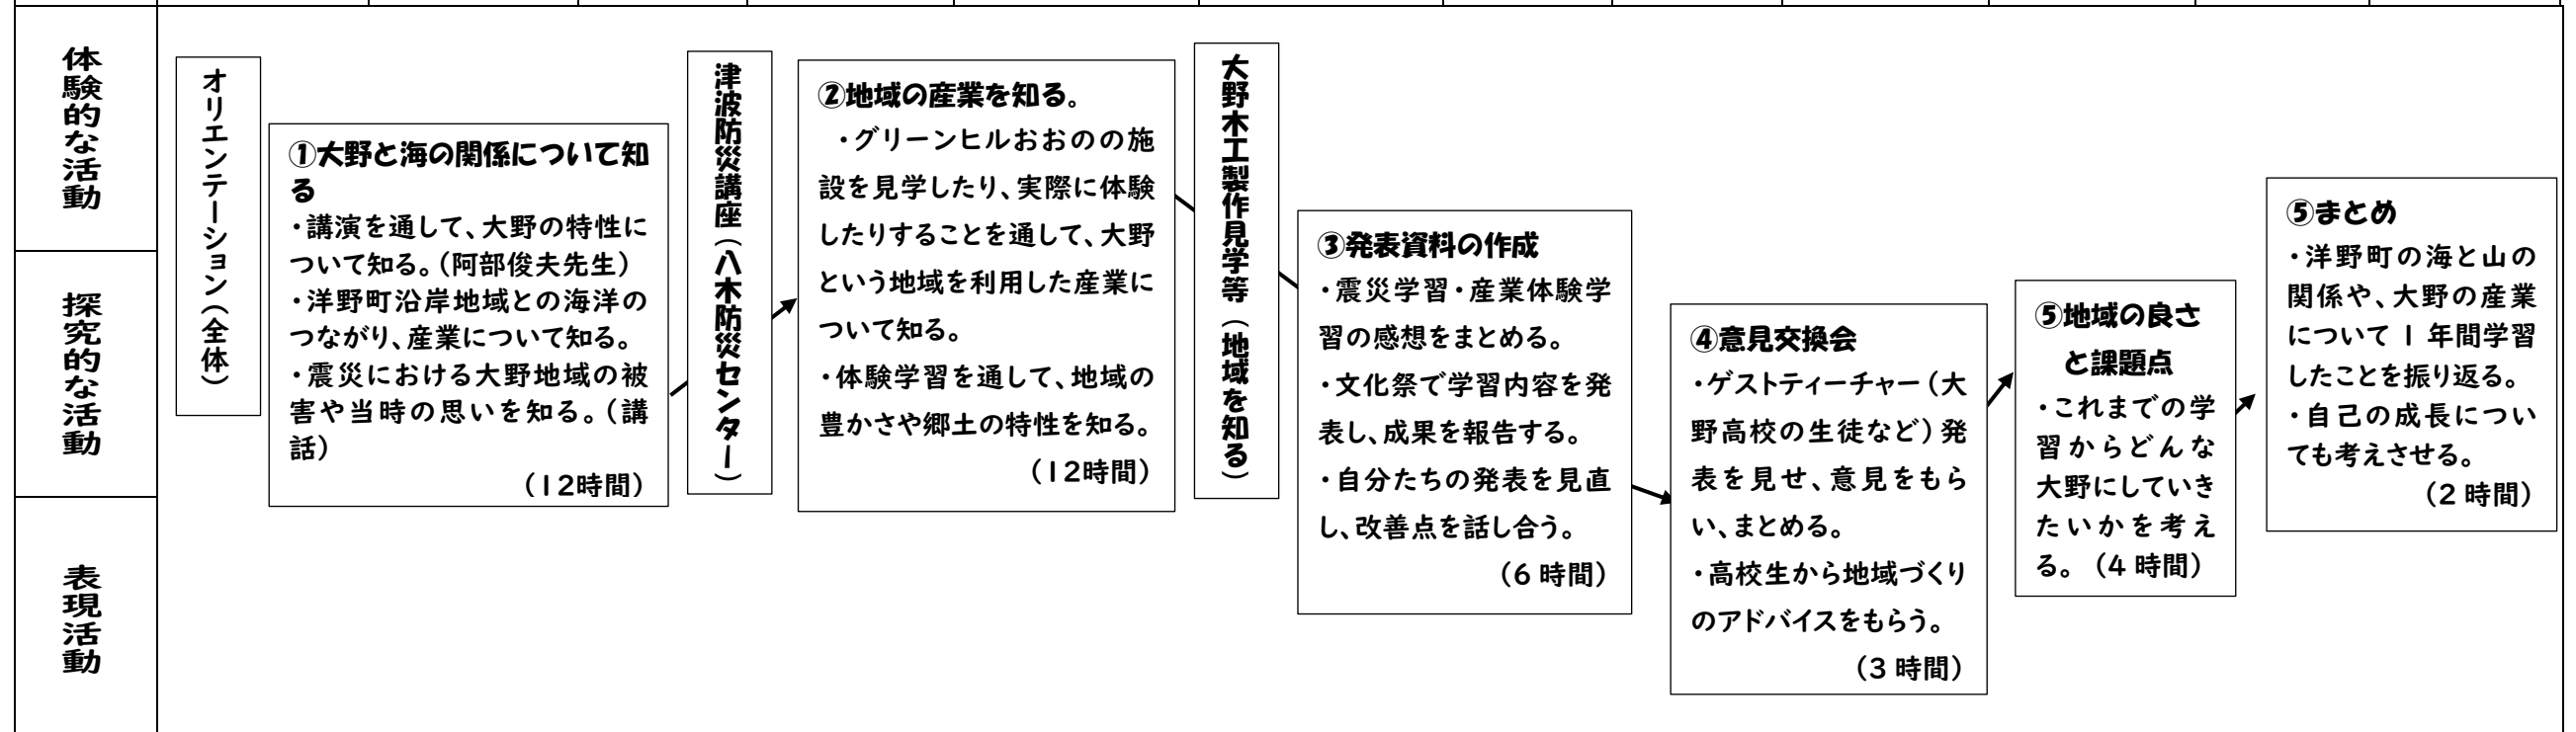 体験的な活動
探究的な活動
表現活動
オリエンテーション（全体）
①大野と海の関係について知
る
・講演を通して、大野の特性に
ついて知る。（阿部俊夫先生）
・洋野町沿岸地域との海洋の
つながり、産業について知る。
・震災における大野地域の被
害や当時の思いを知る。（講
話）
（12時間）
津波防災講座（八木防災センター）
②地域の産業を知る。
・グリーンヒルおおのの施
設を見学したり、実際に体験
したりすることを通して、大野
という地域を利用した産業に
ついて知る。
・体験学習を通して、地域の
豊かさや郷土の特性を知る。
（12時間）
大野木工製作見学等（地域を知る）
③発表資料の作成
・震災学習・産業体験学
習の感想をまとめる。
・文化祭で学習内容を発
表し、成果を報告する。
・自分たちの発表を見直
し、改善点を話し合う。
（6 時間）
④意見交換会
・ゲストティーチャー（大
野高校の生徒など）発
表を見せ、意見をもら
い、まとめる。
・高校生から地域づくり
のアドバイスをもらう。
（3 時間）
⑤地域の良さ
と課題点
・これまでの学
習からどんな
大野にしていき
たいかを考え
る。（4 時間）
⑤まとめ
・洋野町の海と山の
関係や、大野の産業
について 1 年間学習
したことを振り返る。
・自己の成長につい
ても考えさせる。
（2 時間）